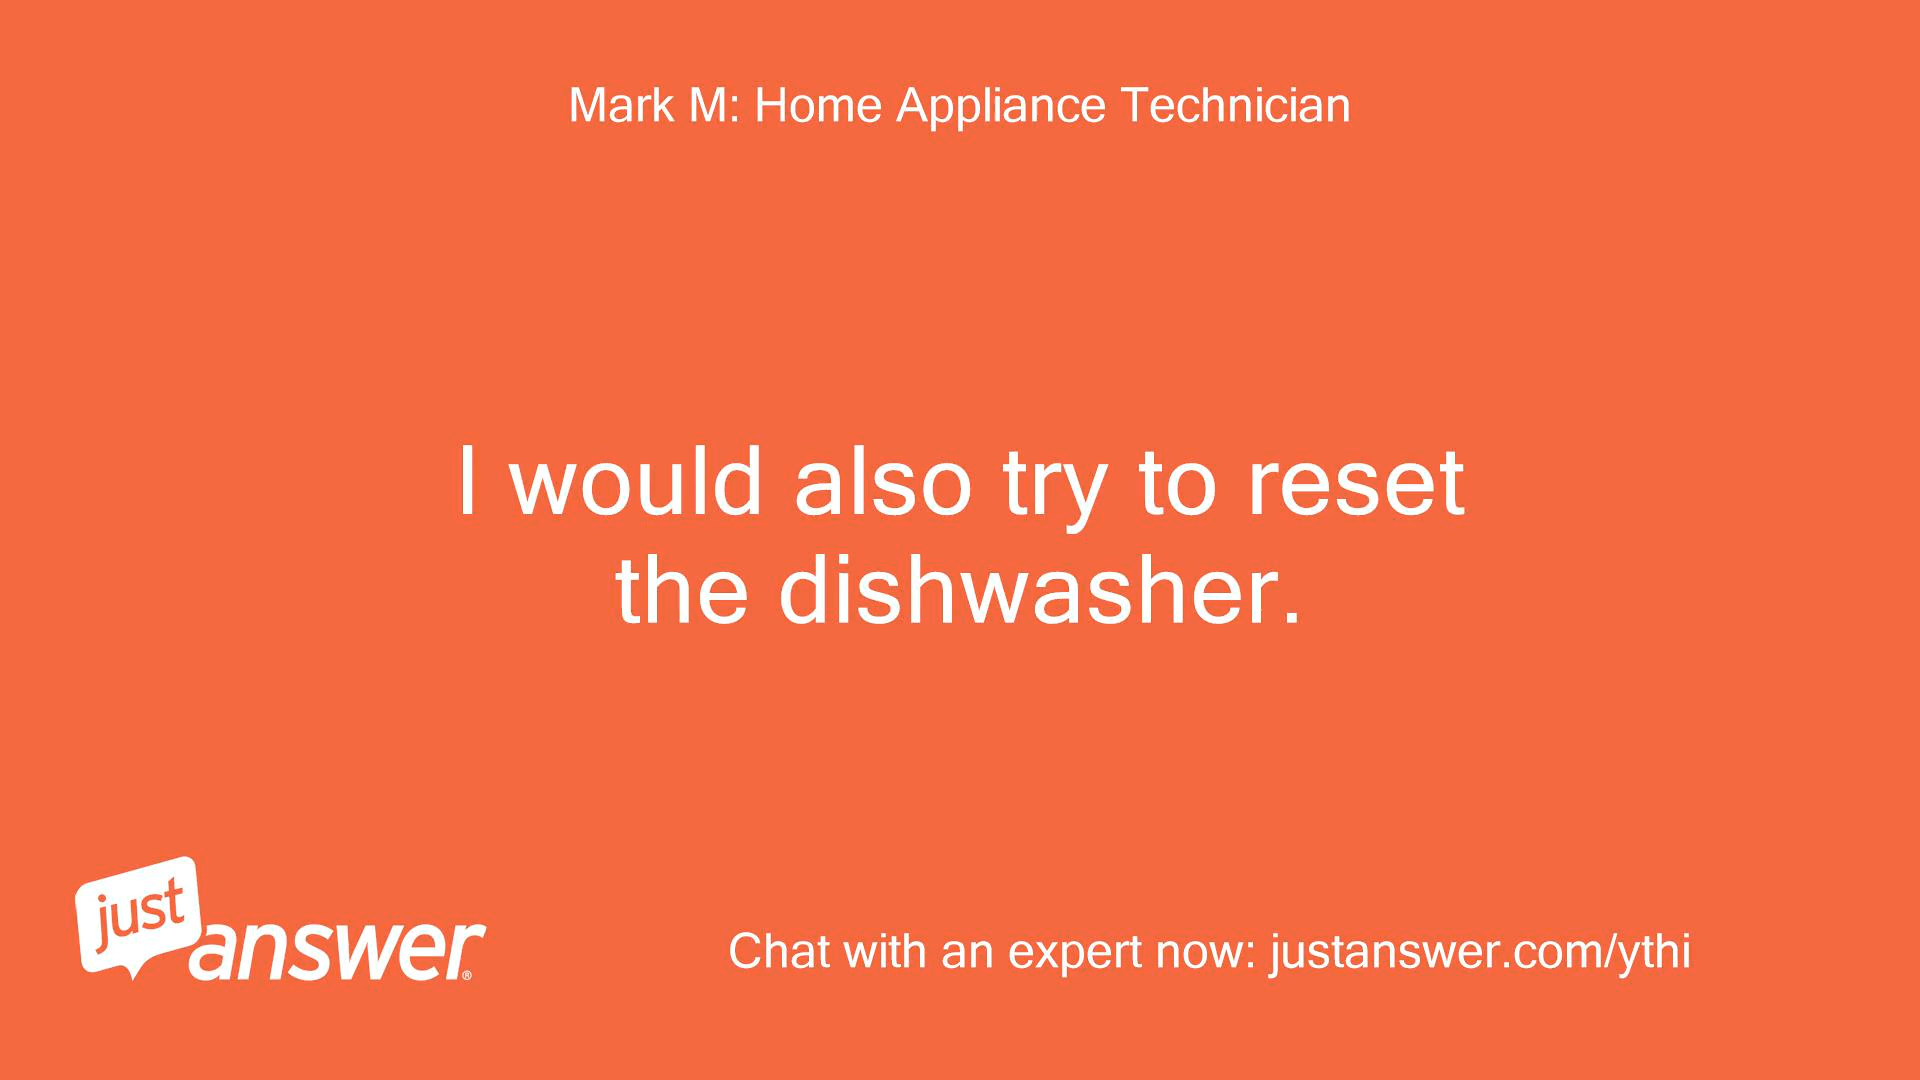 Mark M: Home Appliance Technician
I would also try to reset
the dishwasher.
just
answer®
Chat with an expert now: justanswer.com/ythi